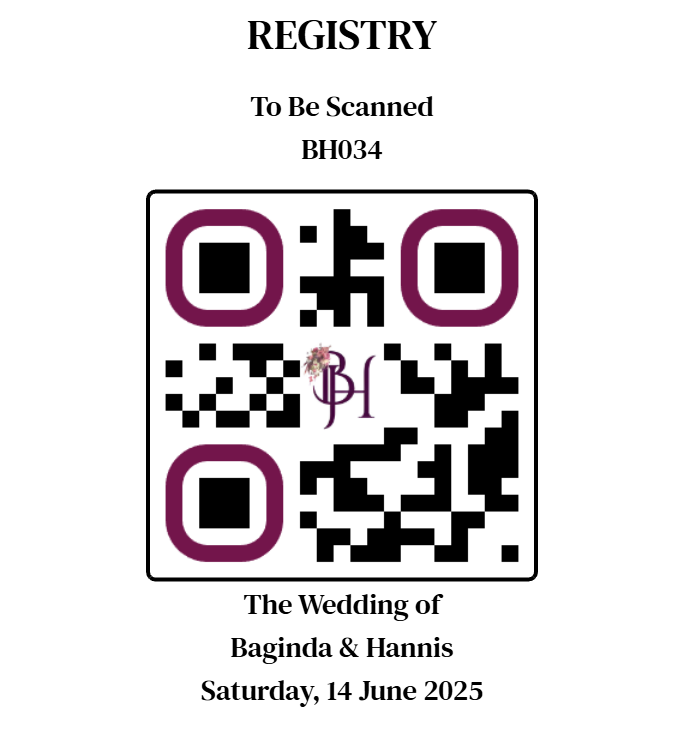 REGISTRY
To Be Scanned
BH034
BH
The Wedding of
Baginda & Hannis
Saturday, 14 June 2025